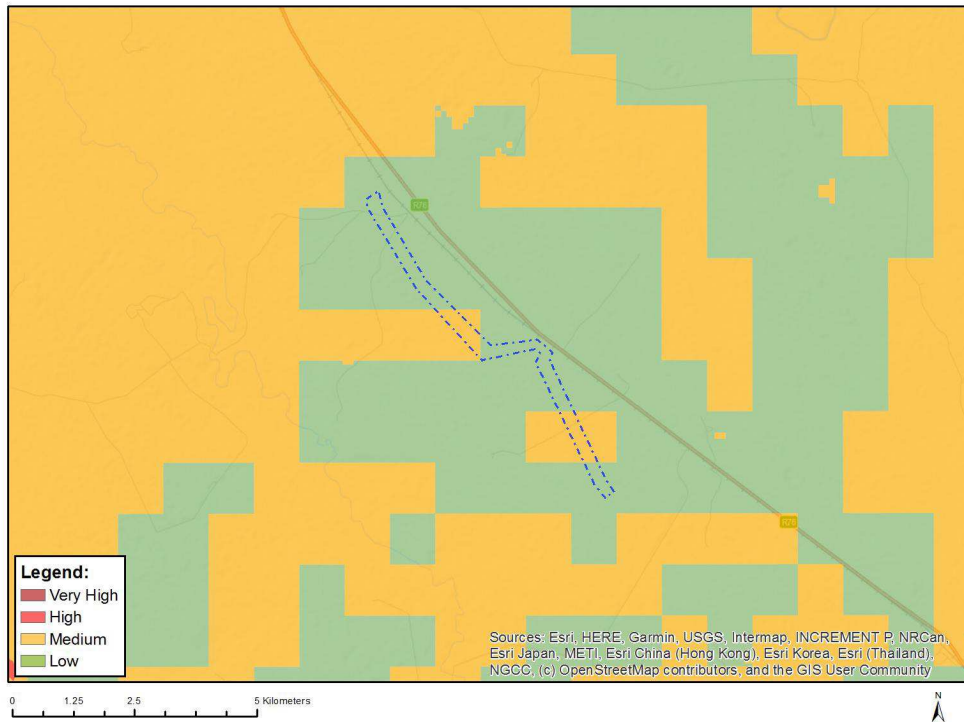 R76
R76
Legend:
Very High
High
Medium
Low
Sources: Esri, HERE, Garmin, USGS, Intermap, INCREMENT P, NRCan,
Esri Japan, METI, Esri China (Hong Kong), Esri Korea, Esri (Thailand),
NGCC, (c) OpenStreetMap contributors, and the GIS User Community
0 1.25 2.5 5 Kilometers
N